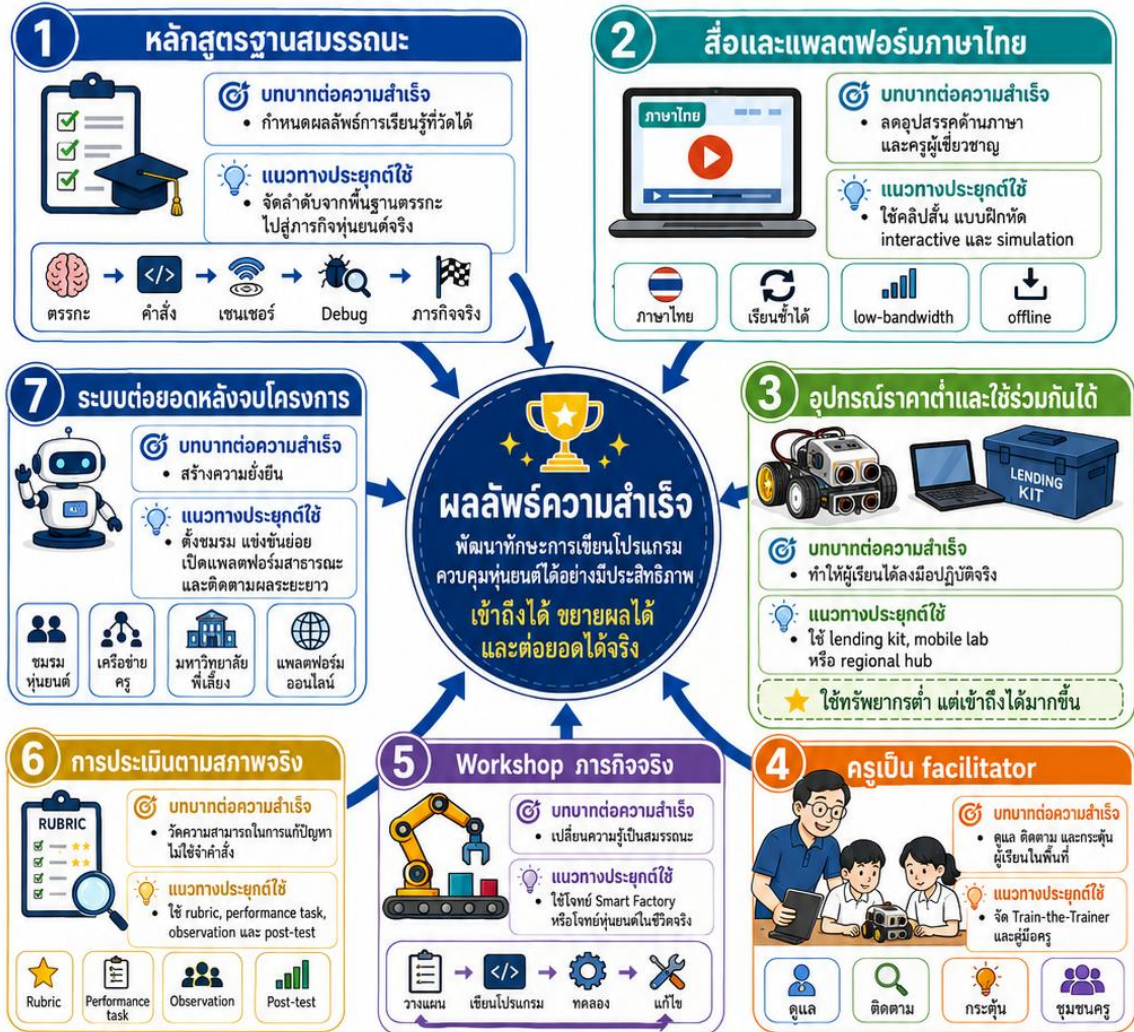 1 หลักสูตรฐานสมรรถนะ
บทบาทต่อความสำเร็จ
• กำหนดผลลัพธ์การเรียนรู้ที่วัดได้
แนวทางประยุกต์ใช้
• จัดลำดับจากพื้นฐานตรรกะ
ไปสู่ภารกิจหุ่นยนต์จริง
ตรรกะ
</>
คำสั่ง
เซนเซอร์
Debug
ภารกิจจริง
2 สื่อและแพลตฟอร์มภาษาไทย
ภาษาไทย
บทบาทต่อความสำเร็จ
• ลดอุปสรรคด้านภาษา
และครูผู้เชี่ยวชาญ
แนวทางประยุกต์ใช้
• ใช้คลิปสั้น แบบฝึกหัด
interactive และ simulation
ภาษาไทย
เรียนซ้ำได้
low-bandwidth
offline
7 ระบบต่อยอดหลังจบโครงการ
บทบาทต่อความสำเร็จ
• สร้างความยั่งยืน
แนวทางประยุกต์ใช้
• ตั้งชมรม แข่งขันย่อย
เปิดแพลตฟอร์มสาธารณะ
และติดตามผลระยะยาว
ชมรม
หุ่นยนต์
เครือข่าย
ครู
มหาวิทยาลัย
พี่เลี้ยง
แพลตฟอร์ม
ออนไลน์
ผลลัพธ์ความสำเร็จ
พัฒนาทักษะการเขียนโปรแกรม
ควบคุมหุ่นยนต์ได้อย่างมีประสิทธิภาพ
เข้าถึงได้ ขยายผลได้
และต่อยอดได้จริง
3 อุปกรณ์ราคาต่ำและใช้ร่วมกันได้
LENDING
KIT
บทบาทต่อความสำเร็จ
• ทำให้ผู้เรียนได้ลงมือปฏิบัติจริง
แนวทางประยุกต์ใช้
• ใช้ lending kit, mobile lab
หรือ regional hub
ใช้ทรัพยากรต่ำ แต่เข้าถึงได้มากขึ้น
6 การประเมินตามสภาพจริง
RUBRIC
บทบาทต่อความสำเร็จ
• วัดความสามารถในการแก้ปัญหา
ไม่ใช่จำคำสั่ง
แนวทางประยุกต์ใช้
• ใช้ rubric, performance task,
observation และ post-test
Rubric
Performance
task
Observation
Post-test
5 Workshop ภารกิจจริง
บทบาทต่อความสำเร็จ
• เปลี่ยนความรู้เป็นสมรรถนะ
แนวทางประยุกต์ใช้
• ใช้โจทย์ Smart Factory
หรือโจทย์หุ่นยนต์ในชีวิตจริง
วางแผน
</>
เขียนโปรแกรม
ทดลอง
แก้ไข
4 ครูเป็น facilitator
บทบาทต่อความสำเร็จ
• ดูแล ติดตาม และกระตุ้น
ผู้เรียนในพื้นที่
แนวทางประยุกต์ใช้
• จัด Train-the-Trainer
และคู่มือครู
ดูแล
ติดตาม
กระตุ้น
ชุมชนครู